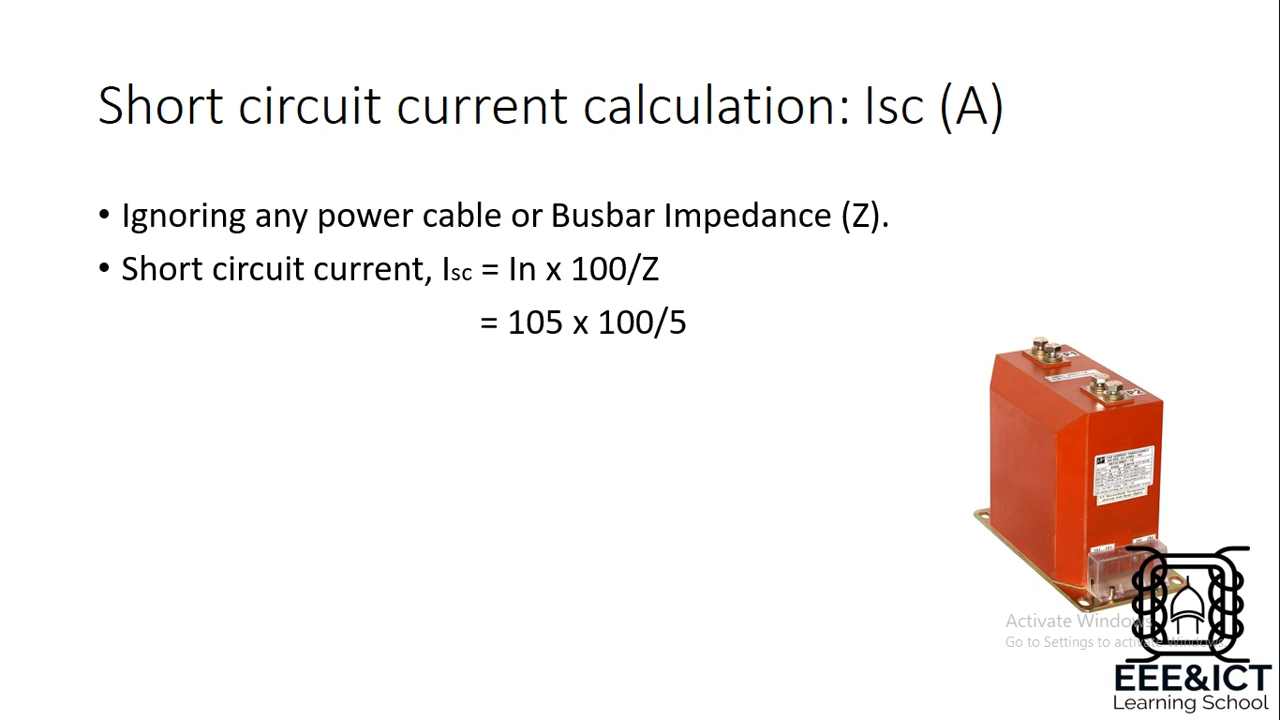 Short circuit current calculation: Isc (A)
• Ignoring any power cable or Busbar Impedance (Z).
• Short circuit current, Isc = In x 100/Z
= 105 x 100/5
Activate Windows
Go to Settings to activate Windows.
EEE&ICT
Learning School